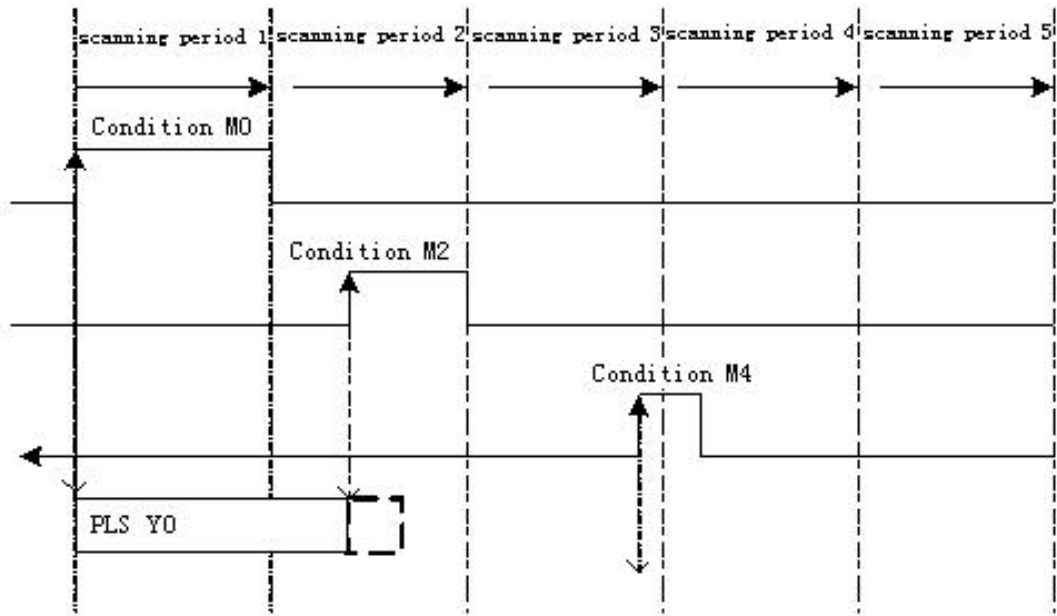 scanning period 1 scanning period 2 scanning period 3 scanning period 4 scanning period 5
Condition M0
Condition M2
Condition M4
PLS Y0